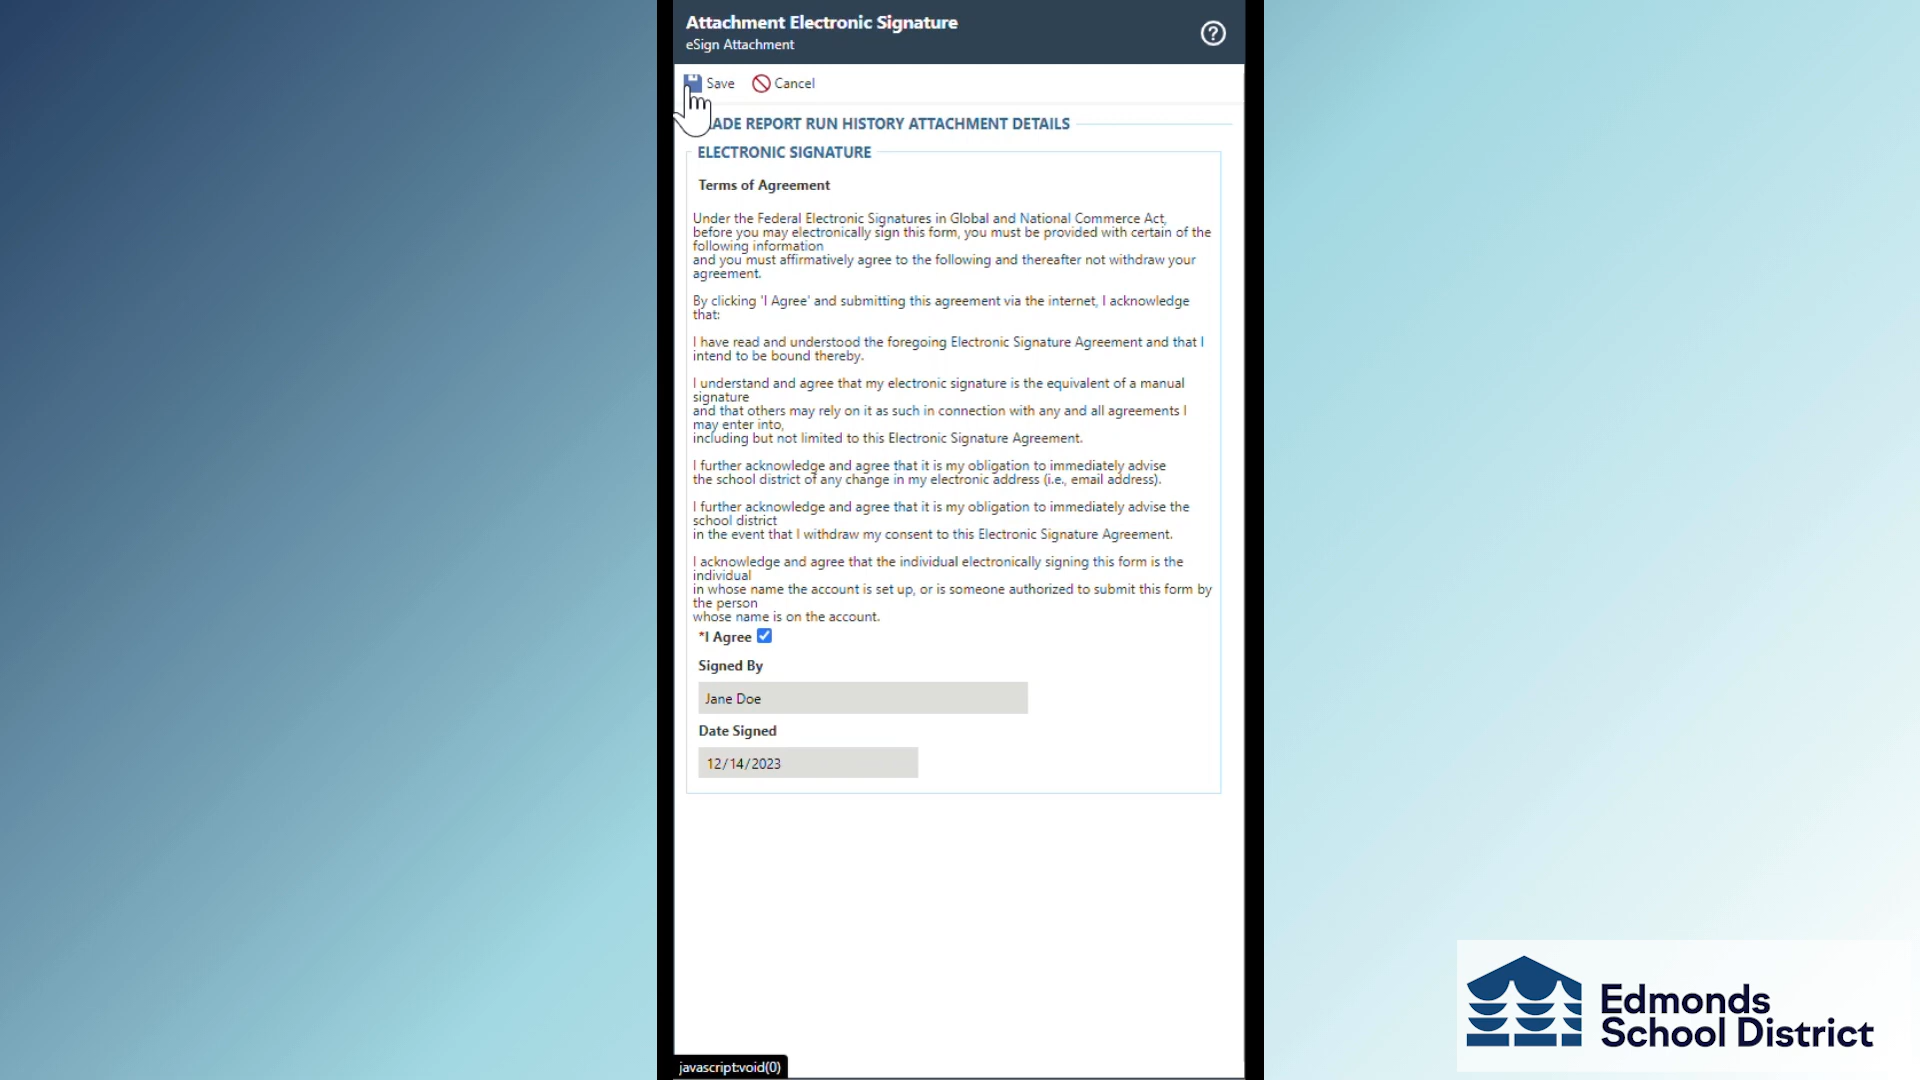 Attachment Electronic Signature
eSign Attachment
Save
Cancel
ADE REPORT RUN HISTORY ATTACHMENT DETAILS
ELECTRONIC SIGNATURE
Terms of Agreement
Under the Federal Electronic Signatures in Global and National Commerce Act,
before you may electronically sign this form, you must be provided with certain of the
following information
and you must affirmatively agree to the following and thereafter not withdraw your
agreement.
By clicking 'I Agree' and submitting this agreement via the internet, I acknowledge
that:
I have read and understood the foregoing Electronic Signature Agreement and that I
intend to be bound thereby.
I understand and agree that my electronic signature is the equivalent of a manual
signature
and that others may rely on it as such in connection with any and all agreements I
may enter into,
including but not limited to this Electronic Signature Agreement.
I further acknowledge and agree that it is my obligation to immediately advise
the school district of any change in my electronic address (i.e., email address).
I further acknowledge and agree that it is my obligation to immediately advise the
school district
in the event that I withdraw my consent to this Electronic Signature Agreement.
I acknowledge and agree that the individual electronically signing this form is the
individual
in whose name the account is set up, or is someone authorized to submit this form by
the person
whose name is on the account.
*I Agree
Signed By
Jane Doe
Date Signed
12/14/2023
javascript:void(0)
Edmonds
School District